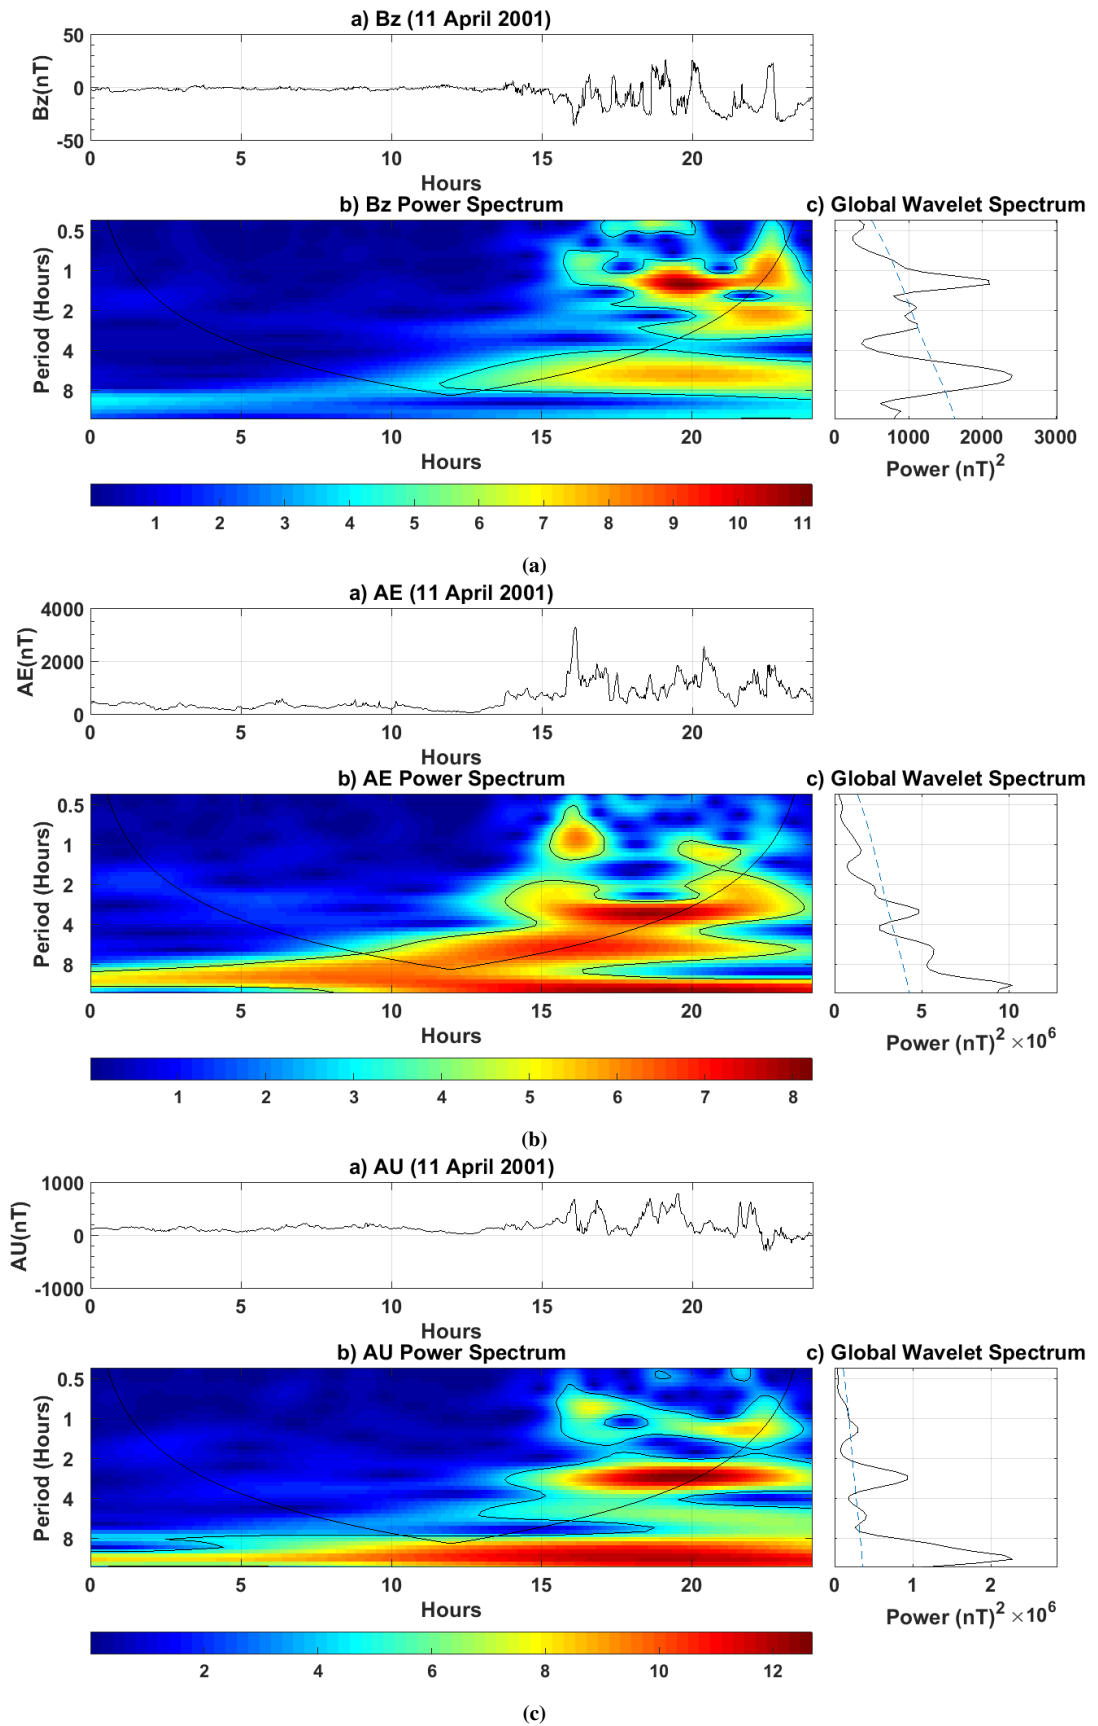 a) Bz (11 April 2001)
50
0
-50
Bz(nT)
0 5 10 15 20
Hours
b) Bz Power Spectrum
c) Global Wavelet Spectrum
0.5
1
2
4
8
Period (Hours)
0 5 10 15 20
Hours
0 1000 2000 3000
Power (nT)2
1 2 3 4 5 6 7 8 9 10 11
(a)
a) AE (11 April 2001)
4000
2000
0
AE(nT)
0 5 10 15 20
Hours
b) AE Power Spectrum
c) Global Wavelet Spectrum
0.5
1
2
4
8
Period (Hours)
0 5 10 15 20
Hours
0 5 10
Power (nT)2 ×106
1 2 3 4 5 6 7 8
(b)
a) AU (11 April 2001)
1000
0
-1000
AU(nT)
0 5 10 15 20
Hours
b) AU Power Spectrum
c) Global Wavelet Spectrum
0.5
1
2
4
8
Period (Hours)
0 5 10 15 20
Hours
0 1 2
Power (nT)2 ×106
2 4 6 8 10 12
(c)